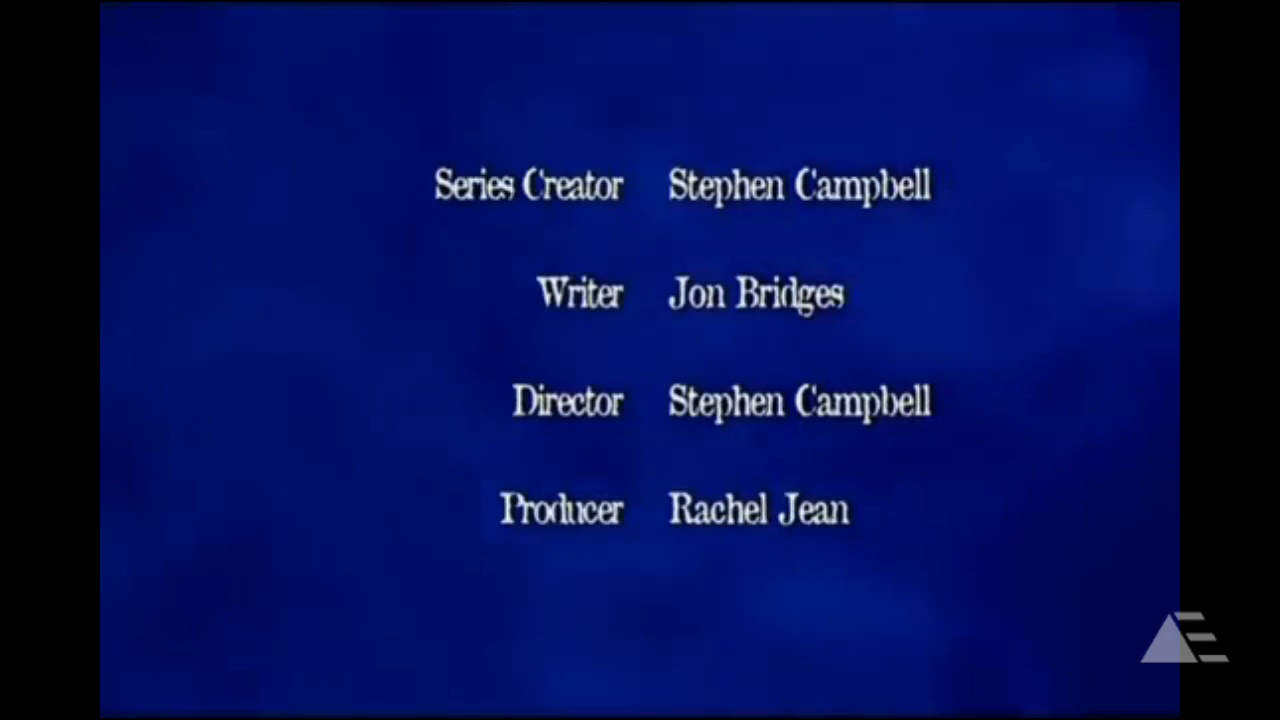 Series Creator Stephen Campbell
Writer Jon Bridges
Director Stephen Campbell
Producer Rachel Jean